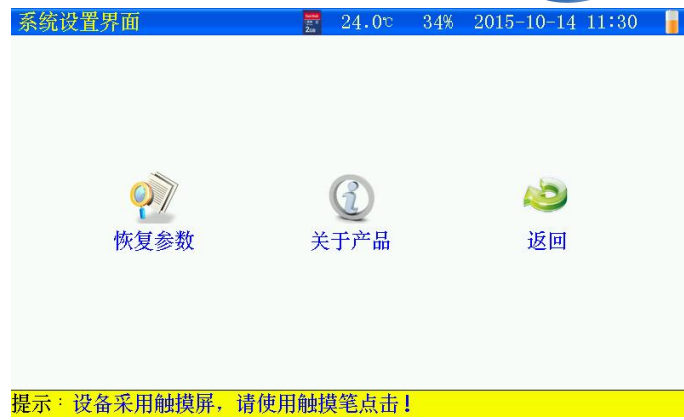 系统设置界面 24.0℃ 34% 2015-10-14 11:30
恢复参数 关于产品 返回
提示：设备采用触摸屏，请使用触摸笔点击！